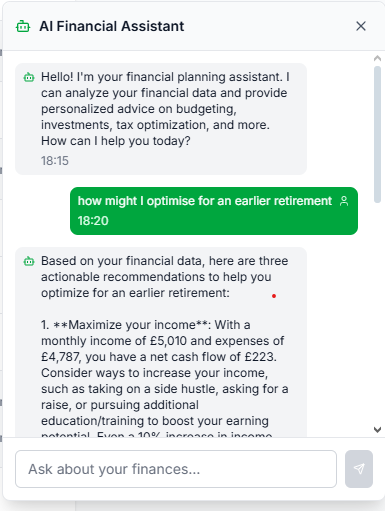 AI Financial Assistant
Hello! I'm your financial planning assistant. I
can analyze your financial data and provide
personalized advice on budgeting,
investments, tax optimization, and more.
How can I help you today?
18:15
how might I optimise for an earlier retirement
18:20
Based on your financial data, here are three
actionable recommendations to help you
optimize for an earlier retirement:
1. **Maximize your income**: With a
monthly income of £5,010 and expenses of
£4,787, you have a net cash flow of £223.
Consider ways to increase your income,
such as taking on a side hustle, asking for a
raise, or pursuing additional
education/training to boost your earning
potential. Even a 10% increase in income
Ask about your finances...